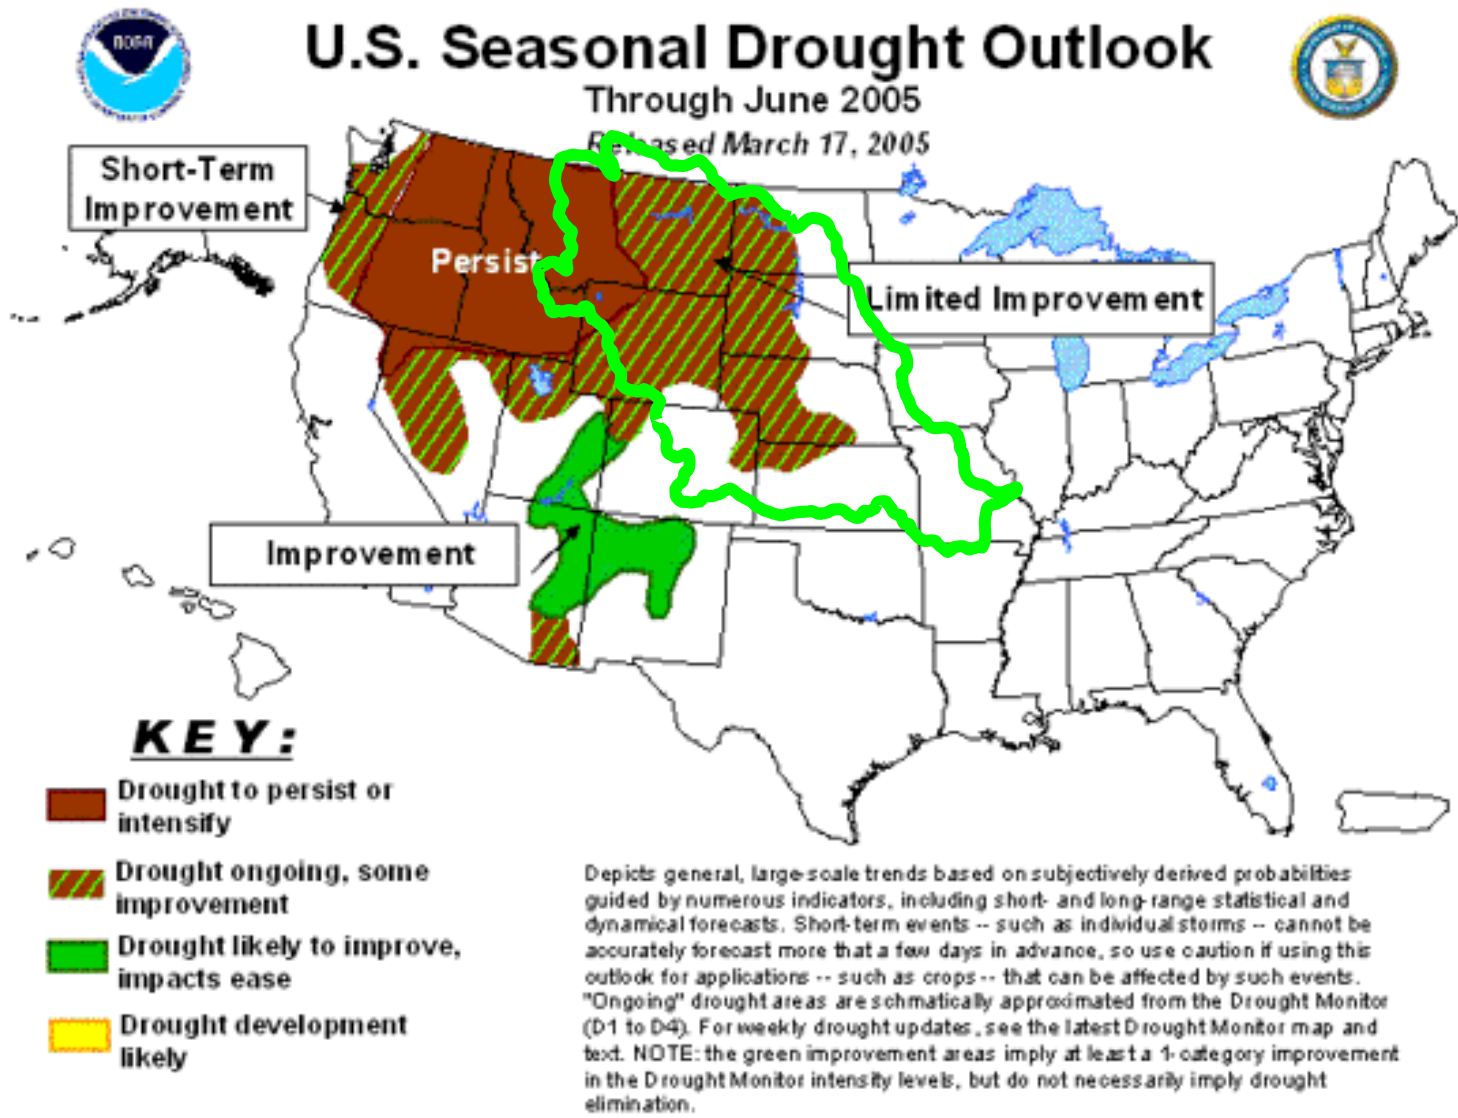 NOAA
U.S. Seasonal Drought Outlook
Through June 2005
Released March 17, 2005
Short-Term
Improvement
Persist
Limited Improvement
Improvement
KEY:
Drought to persist or
intensify
Drought ongoing, some
improvement
Drought likely to improve,
impacts ease
Drought development
likely
Depicts general, large-scale trends based on subjectively derived probabilities
guided by numerous indicators, including short- and long-range statistical and
dynamical forecasts. Short-term events -- such as individual storms -- cannot be
accurately forecast more that a few days in advance, so use caution if using this
outlook for applications -- such as crops -- that can be affected by such events.
"Ongoing" drought areas are schmatically approximated from the Drought Monitor
(D1 to D4). For weekly drought updates, see the latest Drought Monitor map and
text. NOTE: the green improvement areas imply at least a 1-category improvement
in the Drought Monitor intensity levels, but do not necessarily imply drought
elimination.